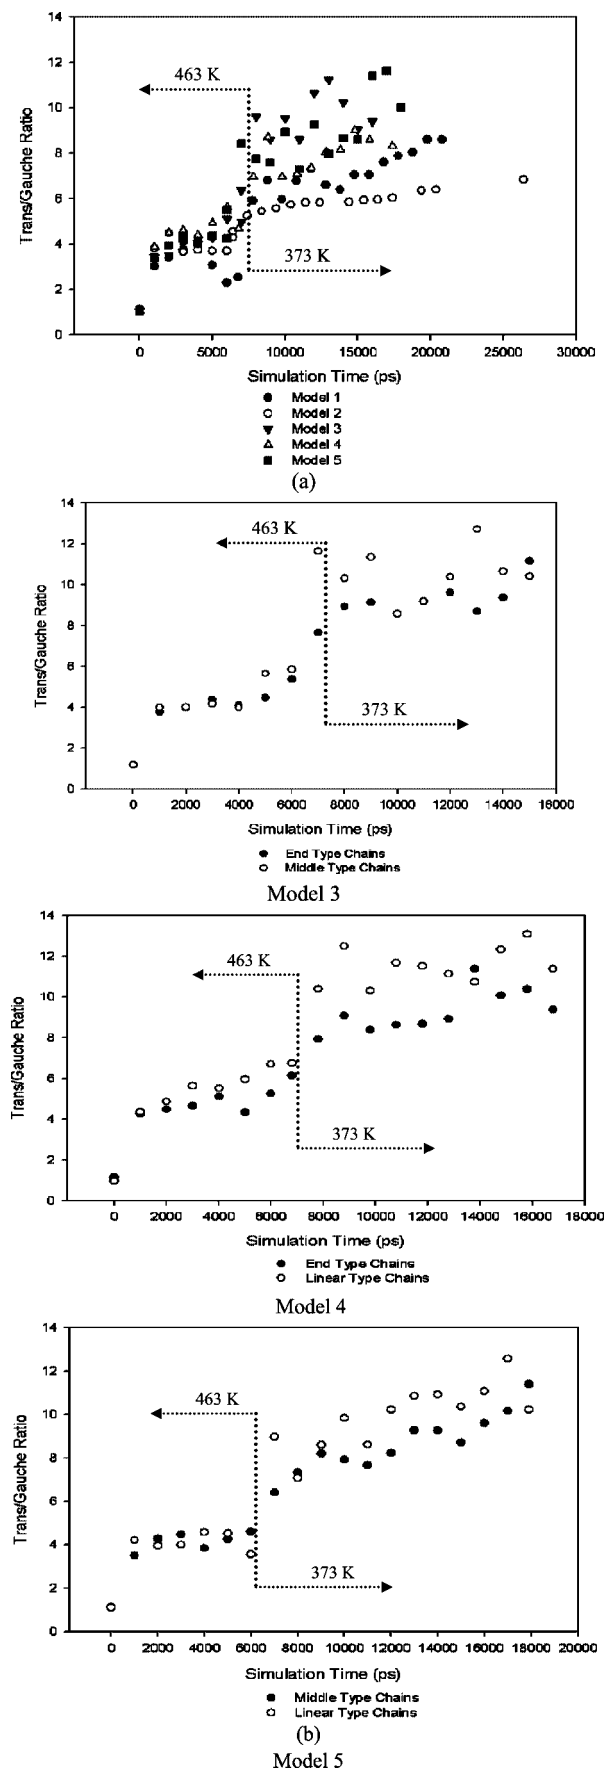 14
12
10
8
6
4
2
0
Trans/Gauche Ratio
463 K
373 K
0 5000 10000 15000 20000 25000 30000
Simulation Time (ps)
Model 1
Model 2
Model 3
Model 4
Model 5
(a)
14
12
10
8
6
4
2
0
Trans/Gauche Ratio
463 K
373 K
0 2000 4000 6000 8000 10000 12000 14000 16000
Simulation Time (ps)
End Type Chains
Middle Type Chains
Model 3
14
12
10
8
6
4
2
0
Trans/Gauche Ratio
463 K
373 K
0 2000 4000 6000 8000 10000 12000 14000 16000 18000
Simulation Time (ps)
End Type Chains
Linear Type Chains
Model 4
14
12
10
8
6
4
2
0
Trans/Gauche Ratio
463 K
373 K
0 2000 4000 6000 8000 10000 12000 14000 16000 18000 20000
Simulation Time (ps)
Middle Type Chains
Linear Type Chains
(b)
Model 5